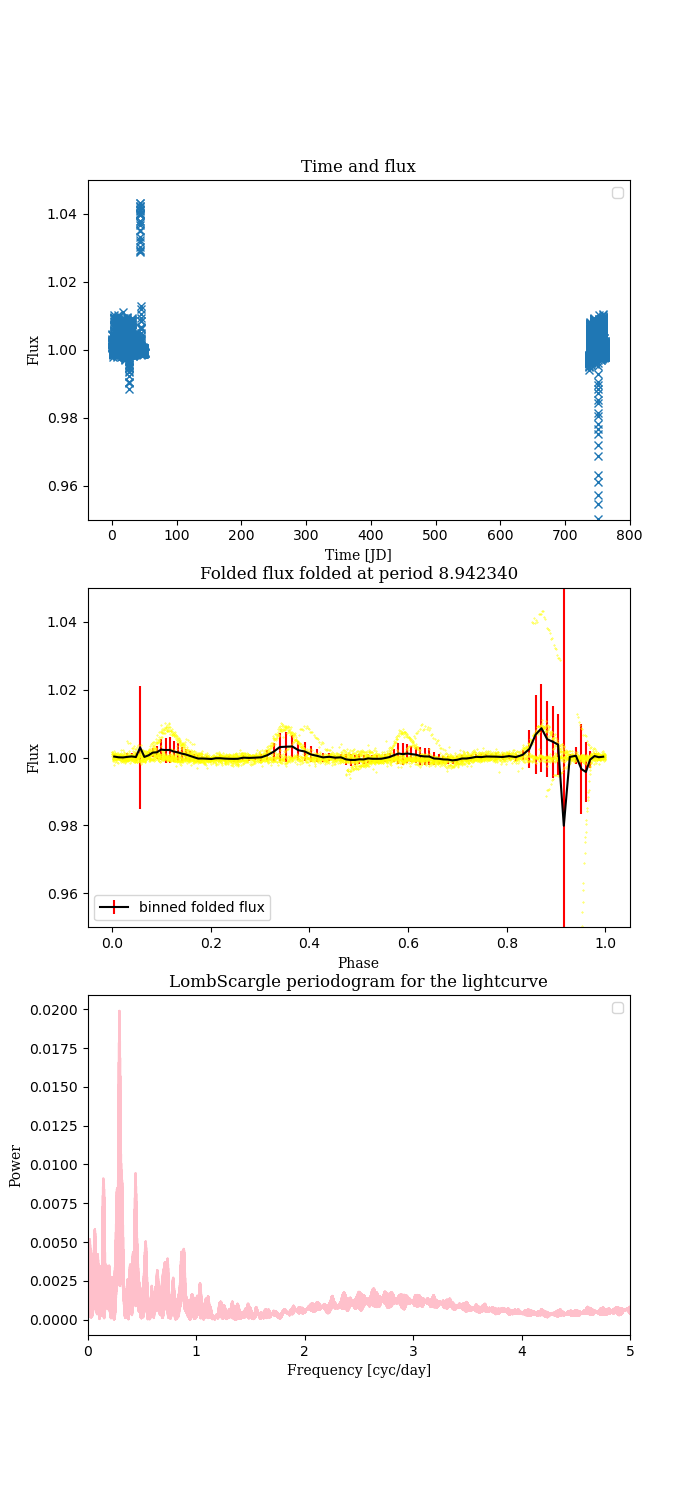 Time and flux
1.04
1.02
1.00
0.98
0.96
Flux
0 100 200 300 400 500 600 700 800
Time [JD]
Folded flux folded at period 8.942340
1.04
1.02
1.00
0.98
0.96
Flux
binned folded flux
0.0 0.2 0.4 0.6 0.8 1.0
Phase
LombScargle periodogram for the lightcurve
0.0200
0.0175
0.0150
0.0125
0.0100
0.0075
0.0050
0.0025
0.0000
Power
0 1 2 3 4 5
Frequency [cyc/day]